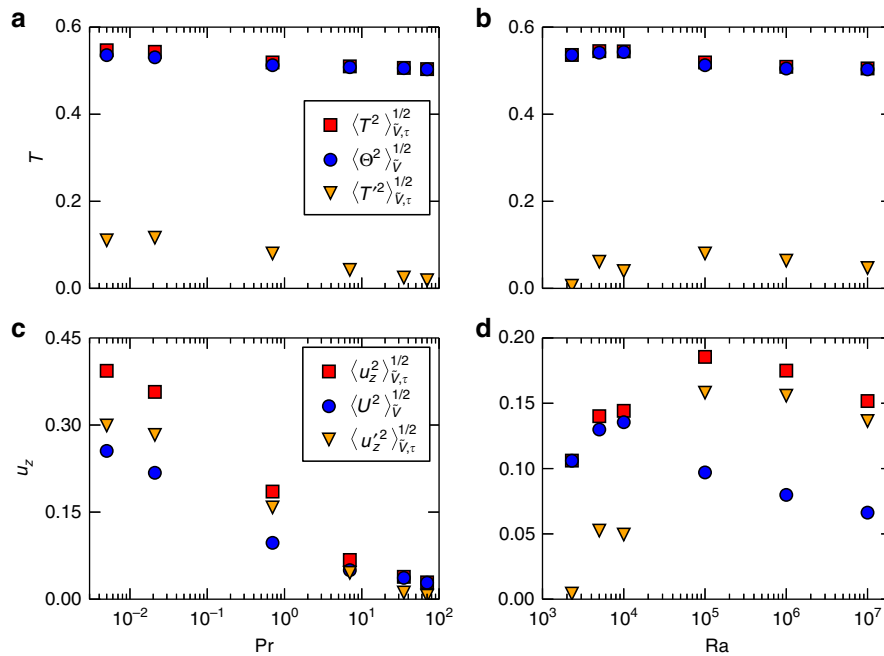 a
b
0.6
0.4
0.2
0.0
T
⟨T²⟩^{1/2}_{Ṽ,τ}
⟨Θ²⟩^{1/2}_{Ṽ}
⟨T′²⟩^{1/2}_{Ṽ,τ}
0.6
0.4
0.2
0.0
c
d
0.45
0.30
0.15
0.00
u_z
⟨u_z²⟩^{1/2}_{Ṽ,τ}
⟨U²⟩^{1/2}_{Ṽ}
⟨u′_z²⟩^{1/2}_{Ṽ,τ}
10⁻² 10⁻¹ 10⁰ 10¹ 10²
Pr
0.20
0.15
0.10
0.05
0.00
10³ 10⁴ 10⁵ 10⁶ 10⁷
Ra